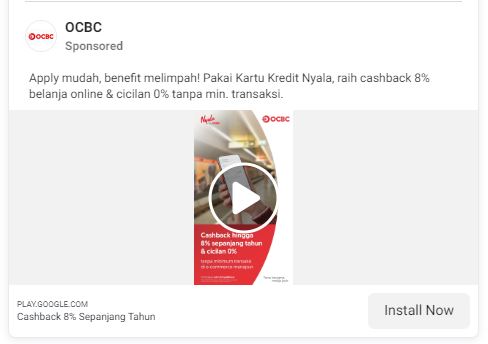 OCBC
OCBC
Sponsored
Apply mudah, benefit melimpah! Pakai Kartu Kredit Nyala, raih cashback 8%
belanja online & cicilan 0% tanpa min. transaksi.
Nyala
OCBC
Cashback hingga
8% sepanjang tahun
& cicilan 0%
tanpa minimum transaksi
di e-commerce manapun
PLAY.GOOGLE.COM
Cashback 8% Sepanjang Tahun
Install Now